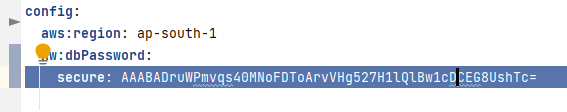 config:
aws:region: ap-south-1
w:dbPassword:
secure: AAABADruWPmvqs40MNoFDToArvVHg527H1lQlBw1cDCEG8UshTc=